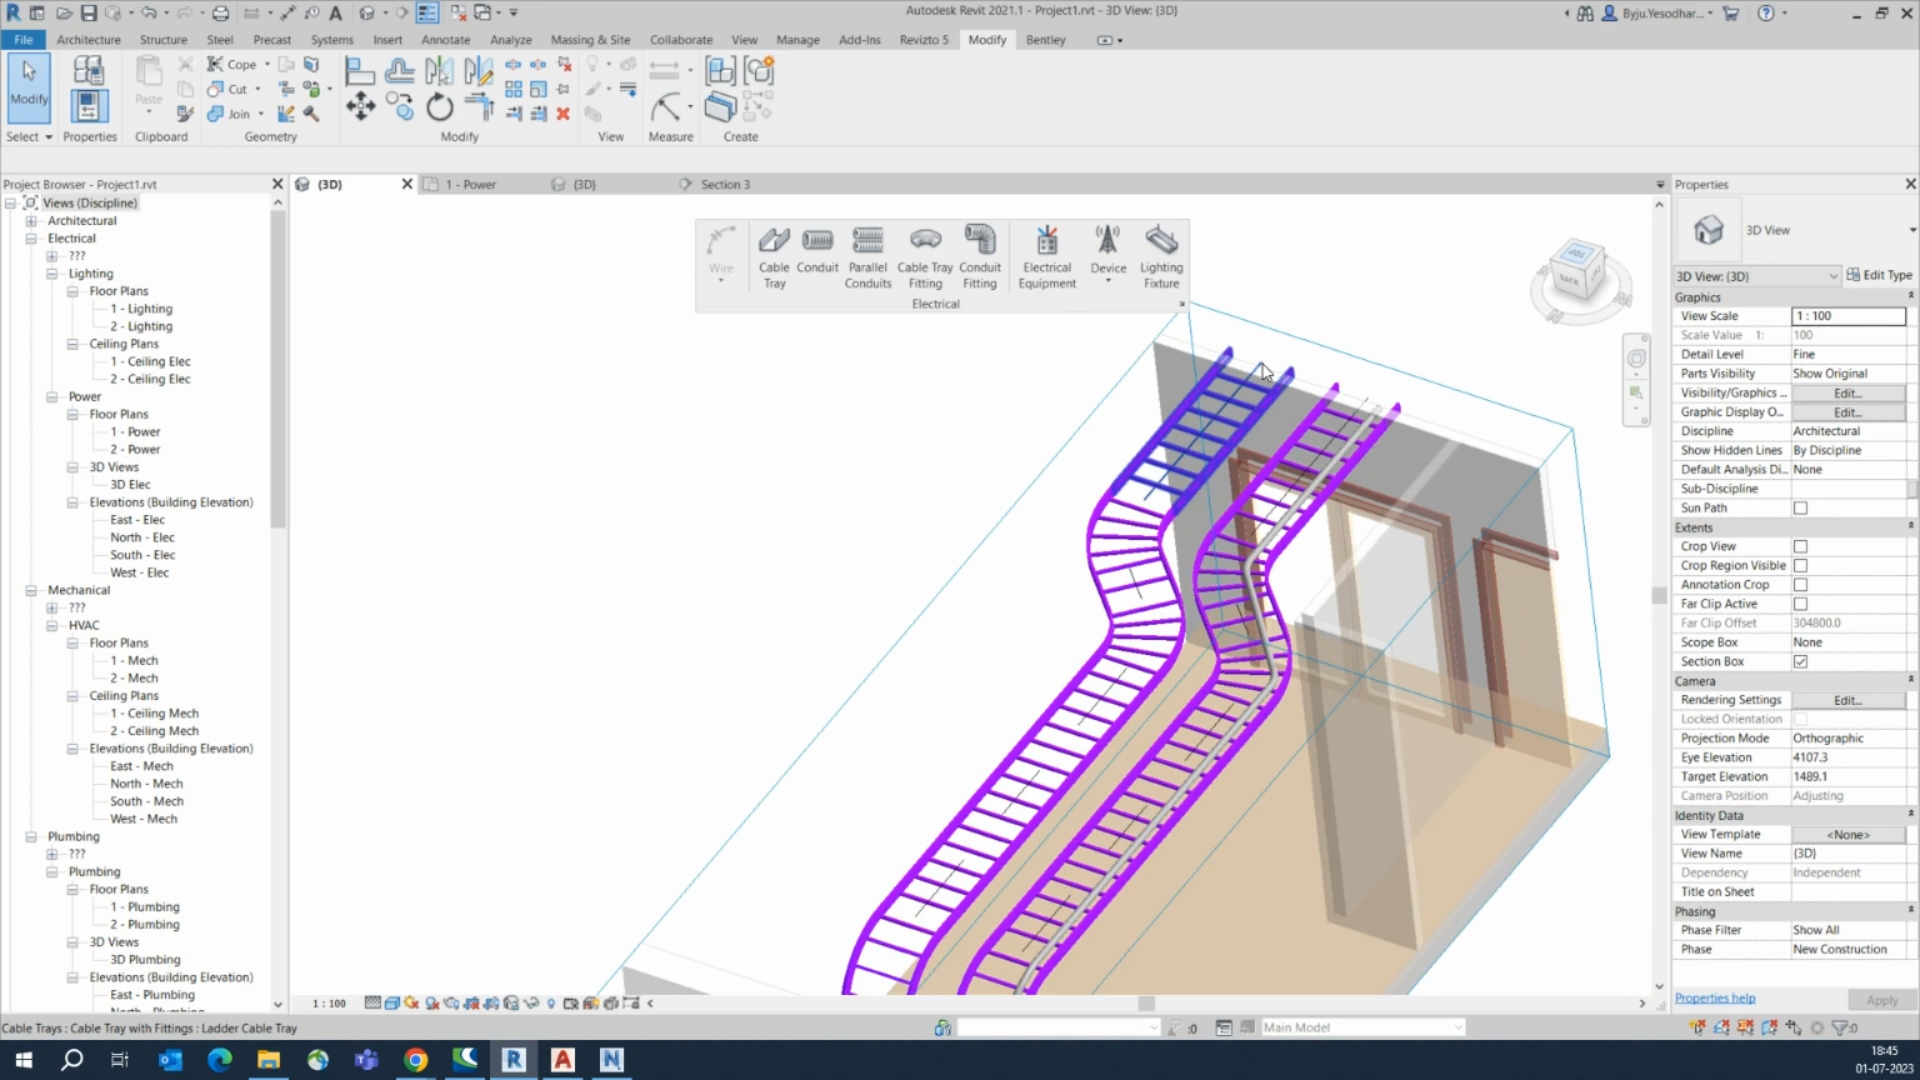 Autodesk Revit 2021.1 - Project1.rvt - 3D View: {3D}
Byju.Yesodhar...
File Architecture Structure Steel Precast Systems Insert Annotate Analyze Massing & Site Collaborate View Manage Add-Ins Revizto 5 Modify Bentley
Modify
Paste
Cope
Cut
Join
Select Properties Clipboard Geometry Modify View Measure Create
Project Browser - Project1.rvt
{3D}
1 - Power
{3D}
Section 3
Properties
Views (Discipline)
Architectural
Electrical
???
Lighting
Floor Plans
1 - Lighting
2 - Lighting
Ceiling Plans
1 - Ceiling Elec
2 - Ceiling Elec
Power
Floor Plans
1 - Power
2 - Power
3D Views
3D Elec
Elevations (Building Elevation)
East - Elec
North - Elec
South - Elec
West - Elec
Mechanical
???
HVAC
Floor Plans
1 - Mech
2 - Mech
Ceiling Plans
1 - Ceiling Mech
2 - Ceiling Mech
Elevations (Building Elevation)
East - Mech
North - Mech
South - Mech
West - Mech
Plumbing
???
Plumbing
Floor Plans
1 - Plumbing
2 - Plumbing
3D Views
3D Plumbing
Elevations (Building Elevation)
East - Plumbing
North - Plumbing
Wire
Cable Tray
Conduit
Parallel Conduits
Cable Tray Fitting
Conduit Fitting
Electrical Equipment
Device
Lighting Fixture
Electrical
TOP
BACK
3D View
3D View: {3D} Edit Type
Graphics
View Scale 1 : 100
Scale Value 1: 100
Detail Level Fine
Parts Visibility Show Original
Visibility/Graphics ... Edit...
Graphic Display O... Edit...
Discipline Architectural
Show Hidden Lines By Discipline
Default Analysis Di... None
Sub-Discipline
Sun Path
Extents
Crop View
Crop Region Visible
Annotation Crop
Far Clip Active
Far Clip Offset 304800.0
Scope Box None
Section Box
Camera
Rendering Settings Edit...
Locked Orientation
Projection Mode Orthographic
Eye Elevation 4107.3
Target Elevation 1489.1
Camera Position Adjusting
Identity Data
View Template <None>
View Name {3D}
Dependency Independent
Title on Sheet
Phasing
Phase Filter Show All
Phase New Construction
Properties help
Apply
1 : 100
Cable Trays : Cable Tray with Fittings : Ladder Cable Tray
:0
Main Model
:0
18:45
01-07-2023